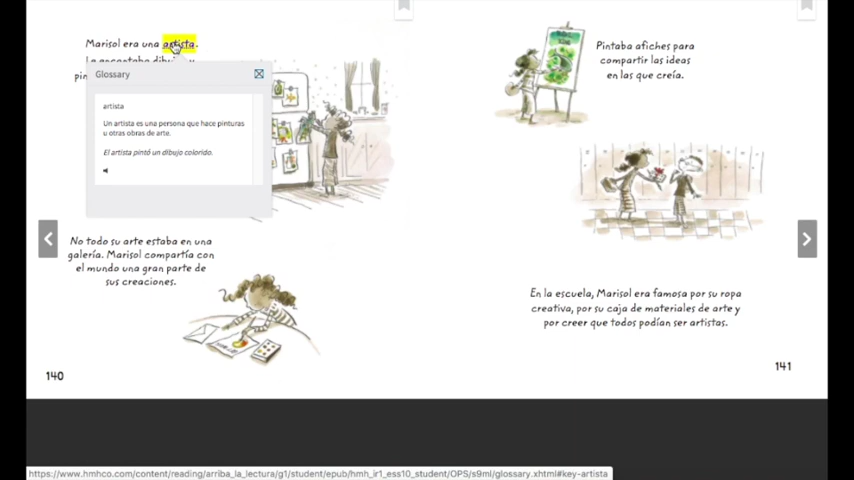 Marisol era una artista.
Glossary
artista
Un artista es una persona que hace pinturas
u otras obras de arte.
El artista pintó un dibujo colorido.
No todo su arte estaba en una
galería. Marisol compartía con
el mundo una gran parte de
sus creaciones.
140
Pintaba afiches para
compartir las ideas
en las que creía.
En la escuela, Marisol era famosa por su ropa
creativa, por su caja de materiales de arte y
por creer que todos podían ser artistas.
141
https://www.hmhco.com/content/reading/arriba_la_lectura/g1/student/epub/hmh_ir1_ess10_student/OPS/s9ml/glossary.xhtml#key-artista